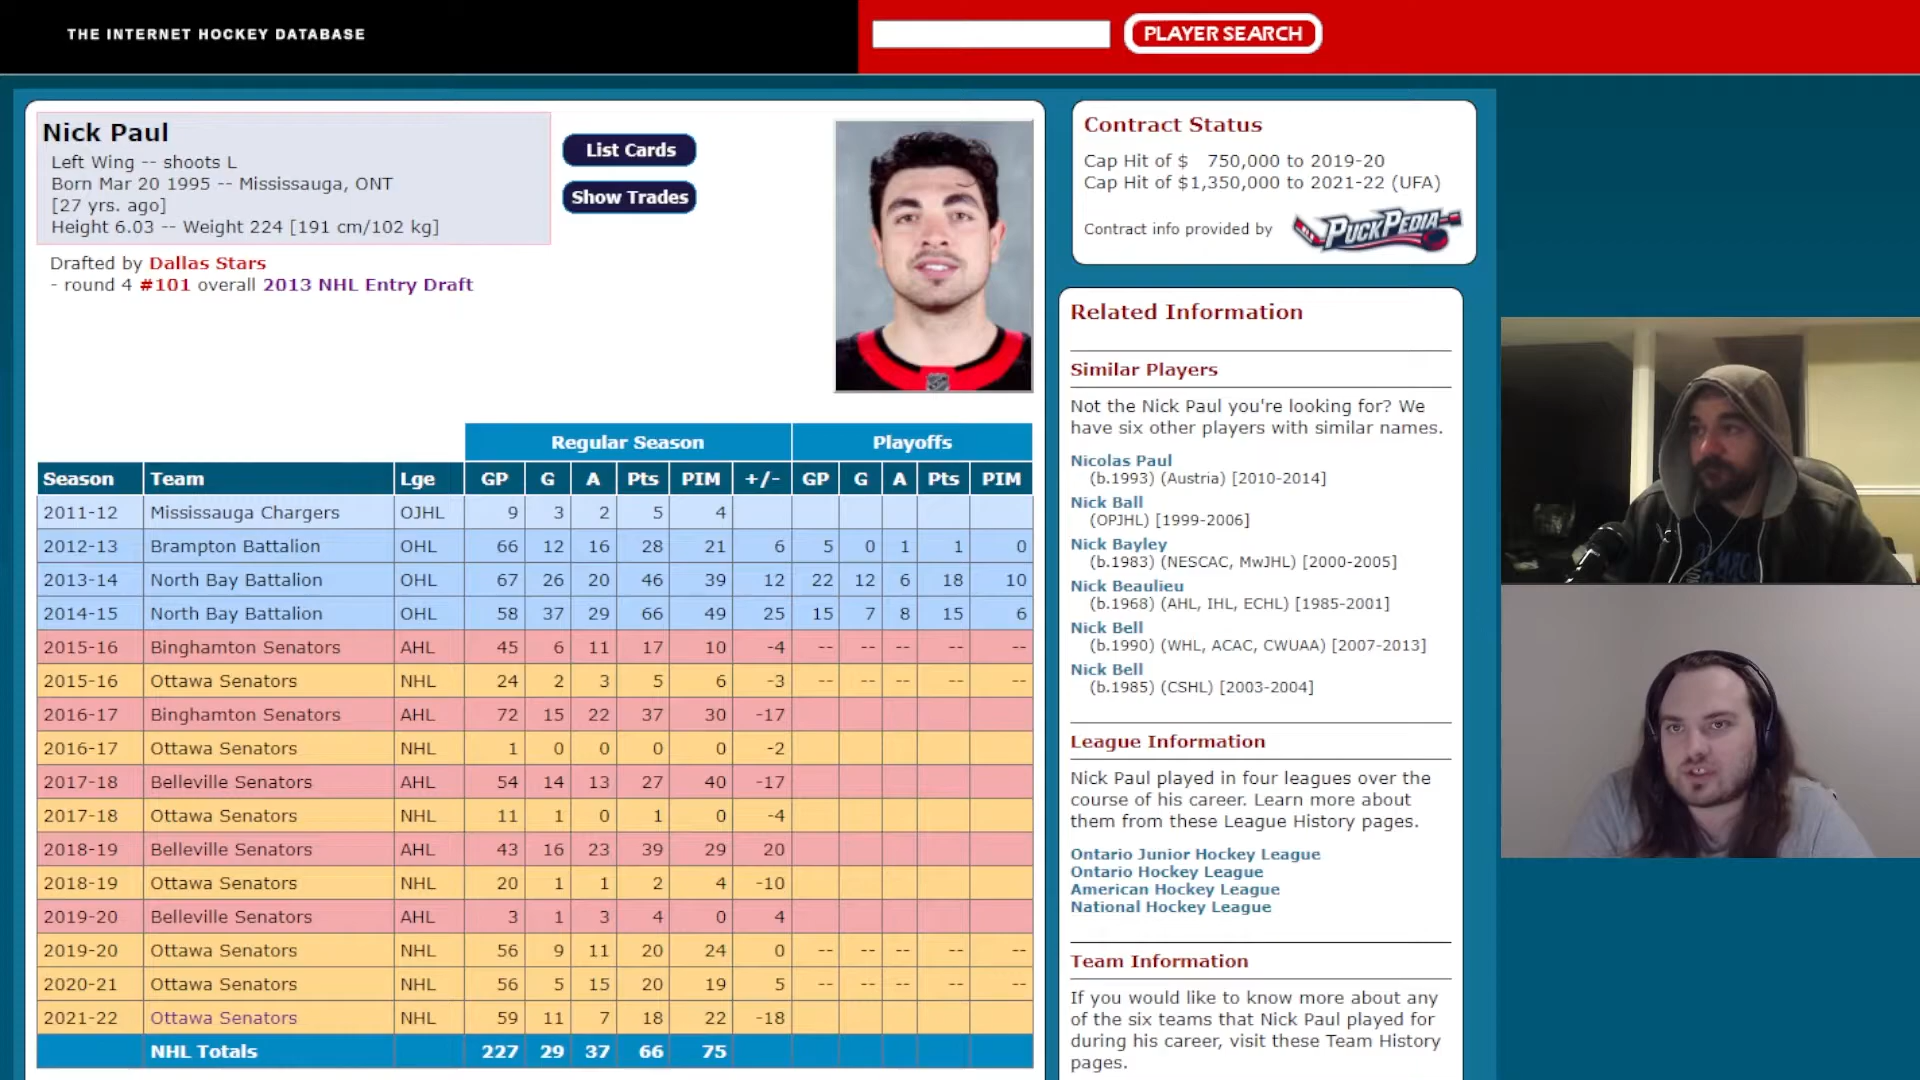 THE INTERNET HOCKEY DATABASE
PLAYER SEARCH
Nick Paul
Left Wing -- shoots L
Born Mar 20 1995 -- Mississauga, ONT
[27 yrs. ago]
Height 6.03 -- Weight 224 [191 cm/102 kg]
Drafted by Dallas Stars
- round 4 #101 overall 2013 NHL Entry Draft
List Cards
Show Trades
Regular Season Playoffs
Season Team Lge GP G A Pts PIM +/- GP G A Pts PIM
2011-12 Mississauga Chargers OJHL 9 3 2 5 4
2012-13 Brampton Battalion OHL 66 12 16 28 21 6 5 0 1 1 0
2013-14 North Bay Battalion OHL 67 26 20 46 39 12 22 12 6 18 10
2014-15 North Bay Battalion OHL 58 37 29 66 49 25 15 7 8 15 6
2015-16 Binghamton Senators AHL 45 6 11 17 10 -4 -- -- -- -- --
2015-16 Ottawa Senators NHL 24 2 3 5 6 -3 -- -- -- -- --
2016-17 Binghamton Senators AHL 72 15 22 37 30 -17
2016-17 Ottawa Senators NHL 1 0 0 0 0 -2
2017-18 Belleville Senators AHL 54 14 13 27 40 -17
2017-18 Ottawa Senators NHL 11 1 0 1 0 -4
2018-19 Belleville Senators AHL 43 16 23 39 29 20
2018-19 Ottawa Senators NHL 20 1 1 2 4 -10
2019-20 Belleville Senators AHL 3 1 3 4 0 4
2019-20 Ottawa Senators NHL 56 9 11 20 24 0 -- -- -- -- --
2020-21 Ottawa Senators NHL 56 5 15 20 19 5 -- -- -- -- --
2021-22 Ottawa Senators NHL 59 11 7 18 22 -18
NHL Totals 227 29 37 66 75
Contract Status
Cap Hit of $ 750,000 to 2019-20
Cap Hit of $1,350,000 to 2021-22 (UFA)
Contract info provided by PUCKPEDIA
Related Information
Similar Players
Not the Nick Paul you're looking for? We
have six other players with similar names.
Nicolas Paul
(b.1993) (Austria) [2010-2014]
Nick Ball
(OPJHL) [1999-2006]
Nick Bayley
(b.1983) (NESCAC, MwJHL) [2000-2005]
Nick Beaulieu
(b.1968) (AHL, IHL, ECHL) [1985-2001]
Nick Bell
(b.1990) (WHL, ACAC, CWUAA) [2007-2013]
Nick Bell
(b.1985) (CSHL) [2003-2004]
League Information
Nick Paul played in four leagues over the
course of his career. Learn more about
them from these League History pages.
Ontario Junior Hockey League
Ontario Hockey League
American Hockey League
National Hockey League
Team Information
If you would like to know more about any
of the six teams that Nick Paul played for
during his career, visit these Team History
pages.